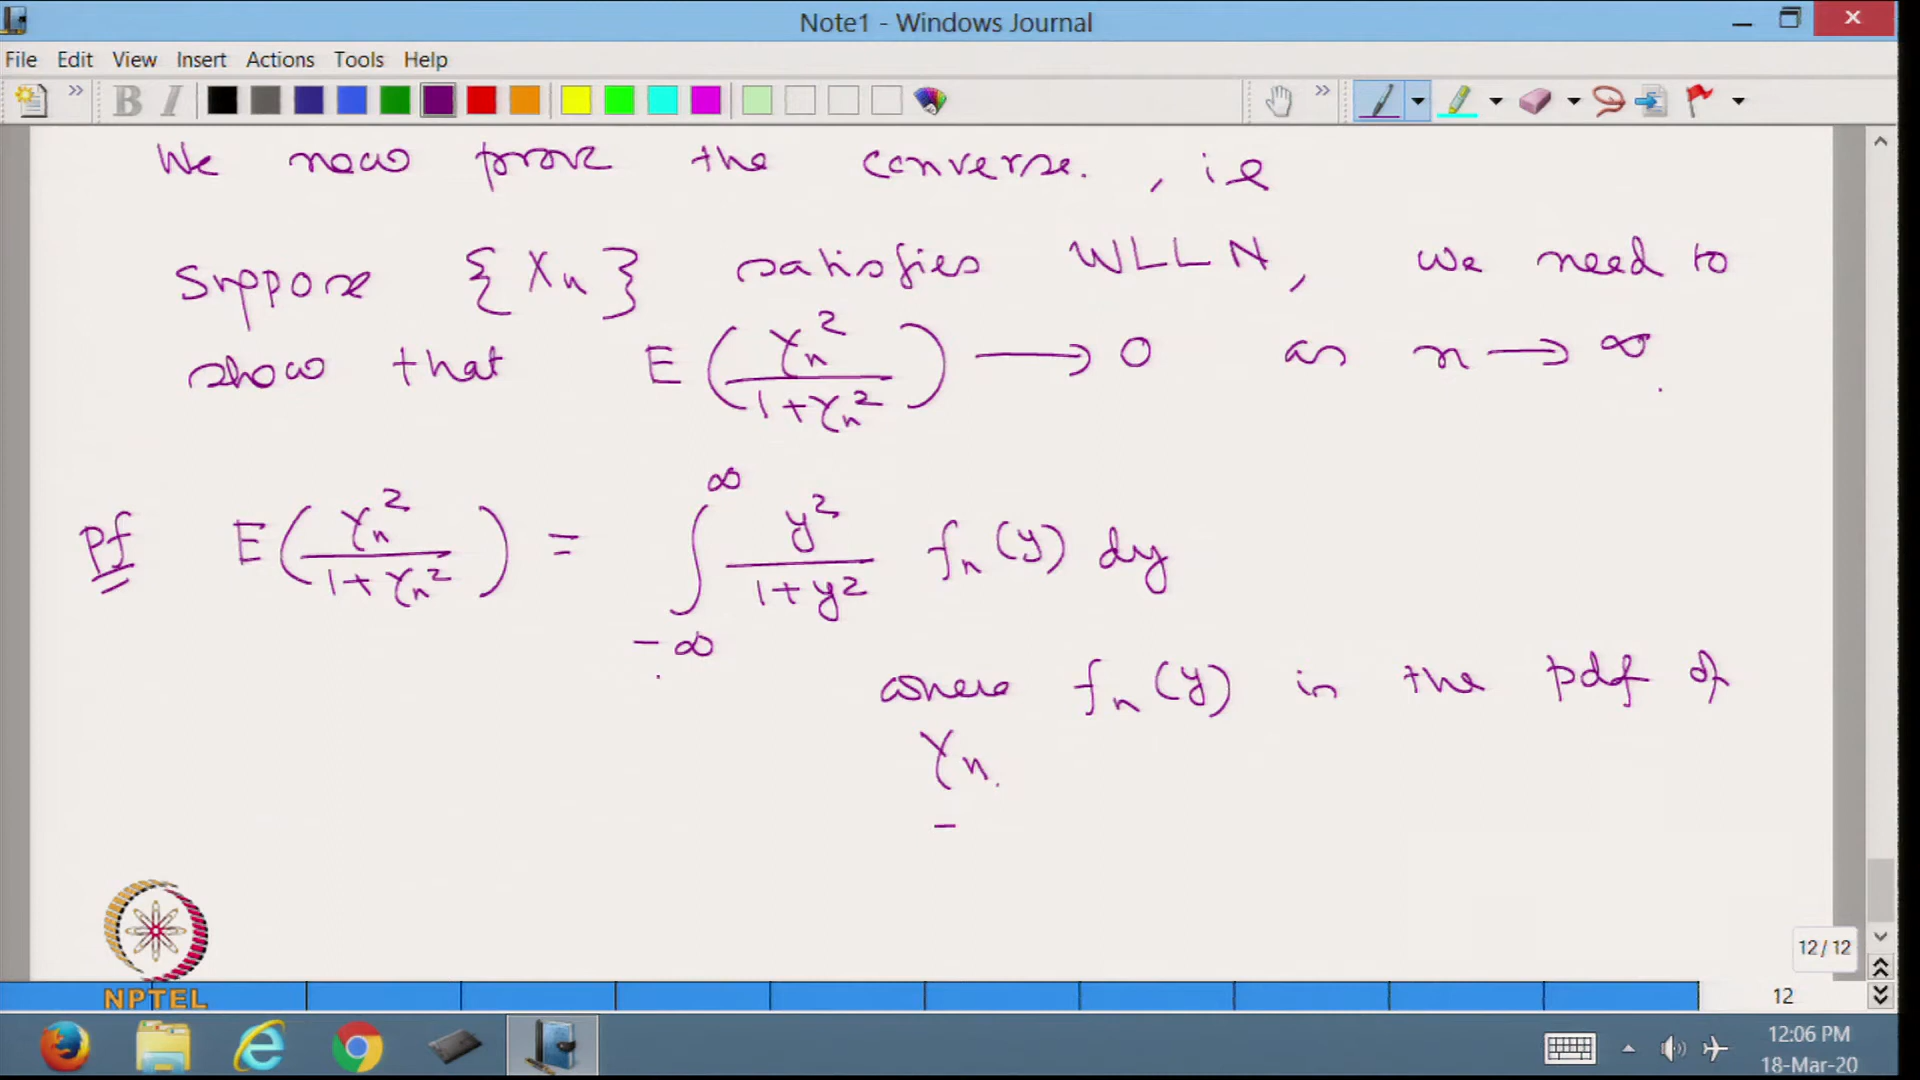 Note1 - Windows Journal
File Edit View Insert Actions Tools Help
We now prove the converse. , ie
Suppose {Xn} satisfies WLLN, we need to
show that E(Yn²/1+Yn²) → 0 as n → ∞.
Pf E(Yn²/1+Yn²) = ∫_{-∞}^{∞} y²/1+y² fn(y) dy
where fn(y) is the pdf of
Yn.
12/12
NPTEL
12
12:06 PM
18-Mar-20